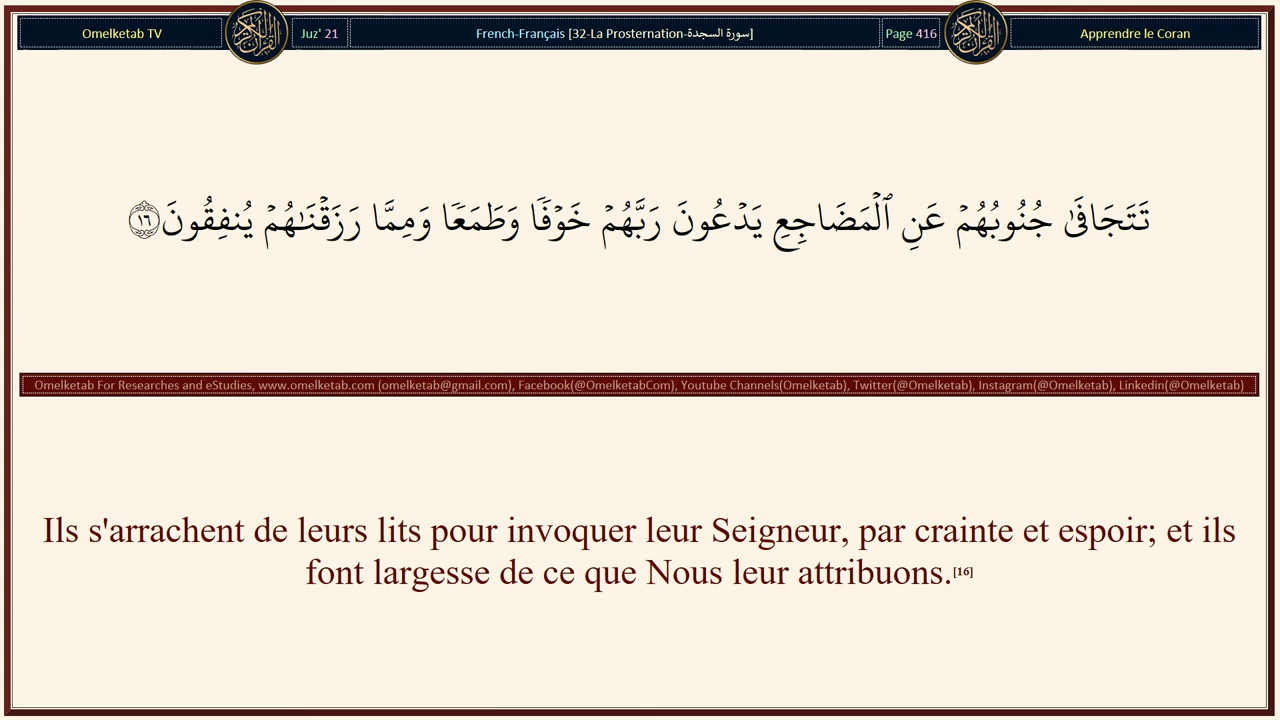 Omelketab TV
Juz' 21
French-Français [32-La Prosternation-سورة السجدة]
Page 416
Apprendre le Coran
تَتَجَافَىٰ جُنُوبُهُمۡ عَنِ ٱلۡمَضَاجِعِ يَدۡعُونَ رَبَّهُمۡ خَوۡفٗا وَطَمَعٗا وَمِمَّا رَزَقۡنَٰهُمۡ يُنفِقُونَ ١٦
Omelketab For Researches and eStudies, www.omelketab.com (omelketab@gmail.com), Facebook(@OmelketabCom), Youtube Channels(Omelketab), Twitter(@Omelketab), Instagram(@Omelketab), Linkedin(@Omelketab)
Ils s'arrachent de leurs lits pour invoquer leur Seigneur, par crainte et espoir; et ils
font largesse de ce que Nous leur attribuons.[16]